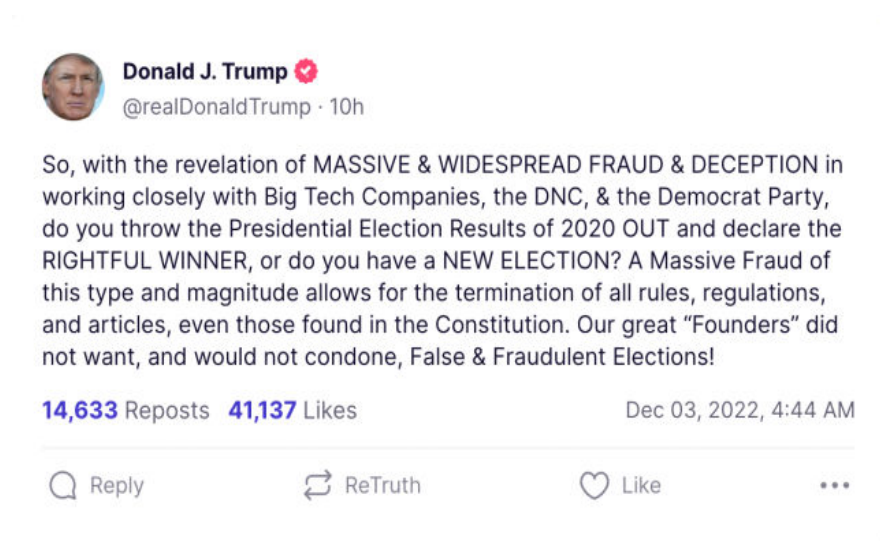 Donald J. Trump
@realDonaldTrump · 10h
So, with the revelation of MASSIVE & WIDESPREAD FRAUD & DECEPTION in
working closely with Big Tech Companies, the DNC, & the Democrat Party,
do you throw the Presidential Election Results of 2020 OUT and declare the
RIGHTFUL WINNER, or do you have a NEW ELECTION? A Massive Fraud of
this type and magnitude allows for the termination of all rules, regulations,
and articles, even those found in the Constitution. Our great “Founders” did
not want, and would not condone, False & Fraudulent Elections!
14,633 Reposts 41,137 Likes Dec 03, 2022, 4:44 AM
Reply ReTruth Like